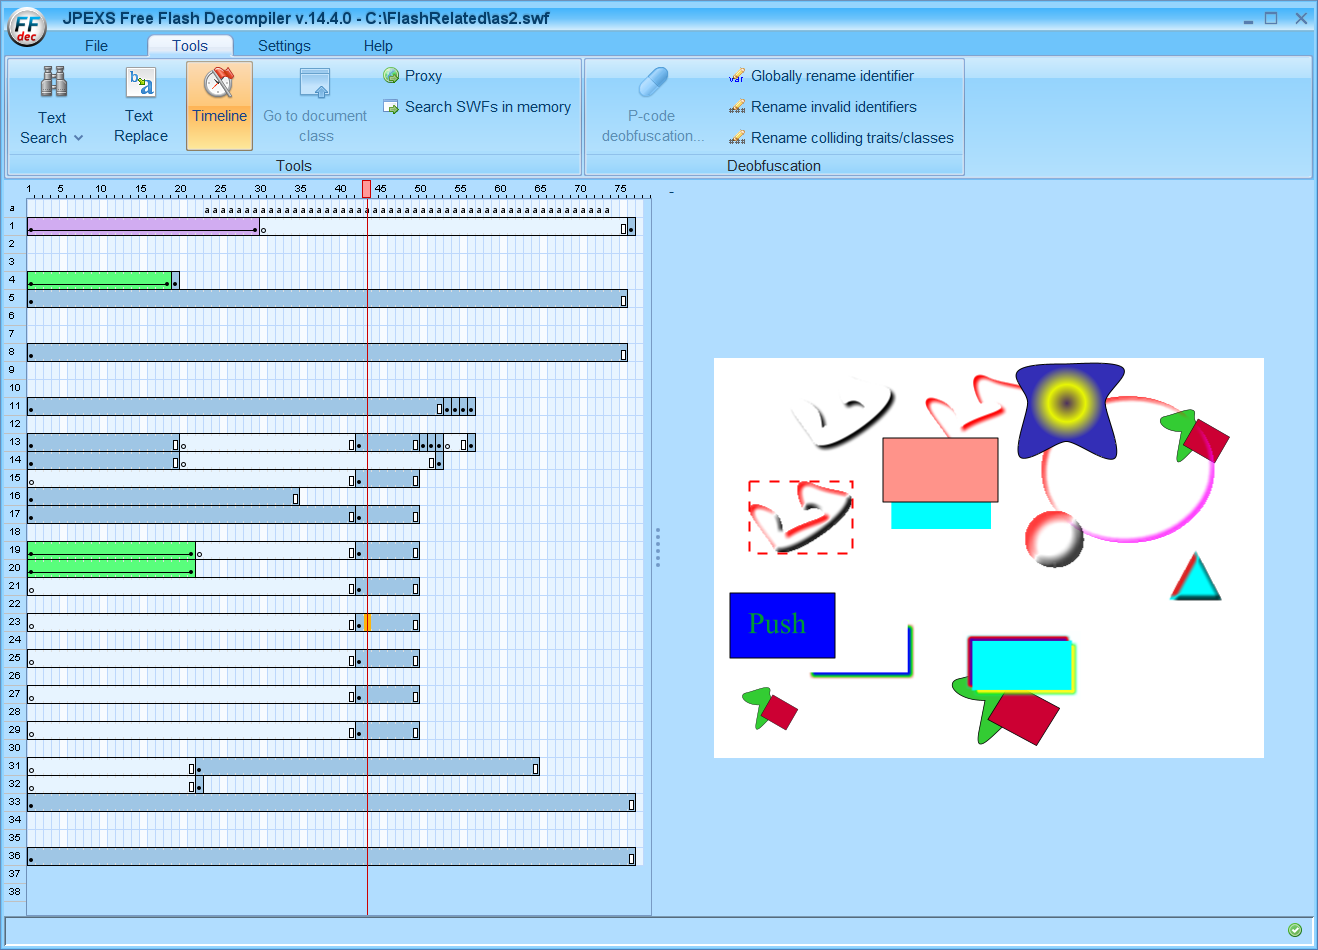 JPEXS Free Flash Decompiler v.14.4.0 - C:\FlashRelated\as2.swf
FF
dec
File Tools Settings Help
Text
Search
Text
Replace
Timeline
Go to document
class
Proxy
Search SWFs in memory
Tools
P-code
deobfuscation...
Globally rename identifier
Rename invalid identifiers
Rename colliding traits/classes
Deobfuscation
1 5 10 15 20 25 30 35 40 45 50 55 60 65 70 75
-
a
a a a a a a a a a a a a a a a a a a a a a a a a a a a a a a a a a a a a a a a a a a a a a a a a a a a
1
2
3
4
5
6
7
8
9
10
11
12
13
14
15
16
17
18
19
20
21
22
23
24
25
26
27
28
29
30
31
32
33
34
35
36
37
38
Push